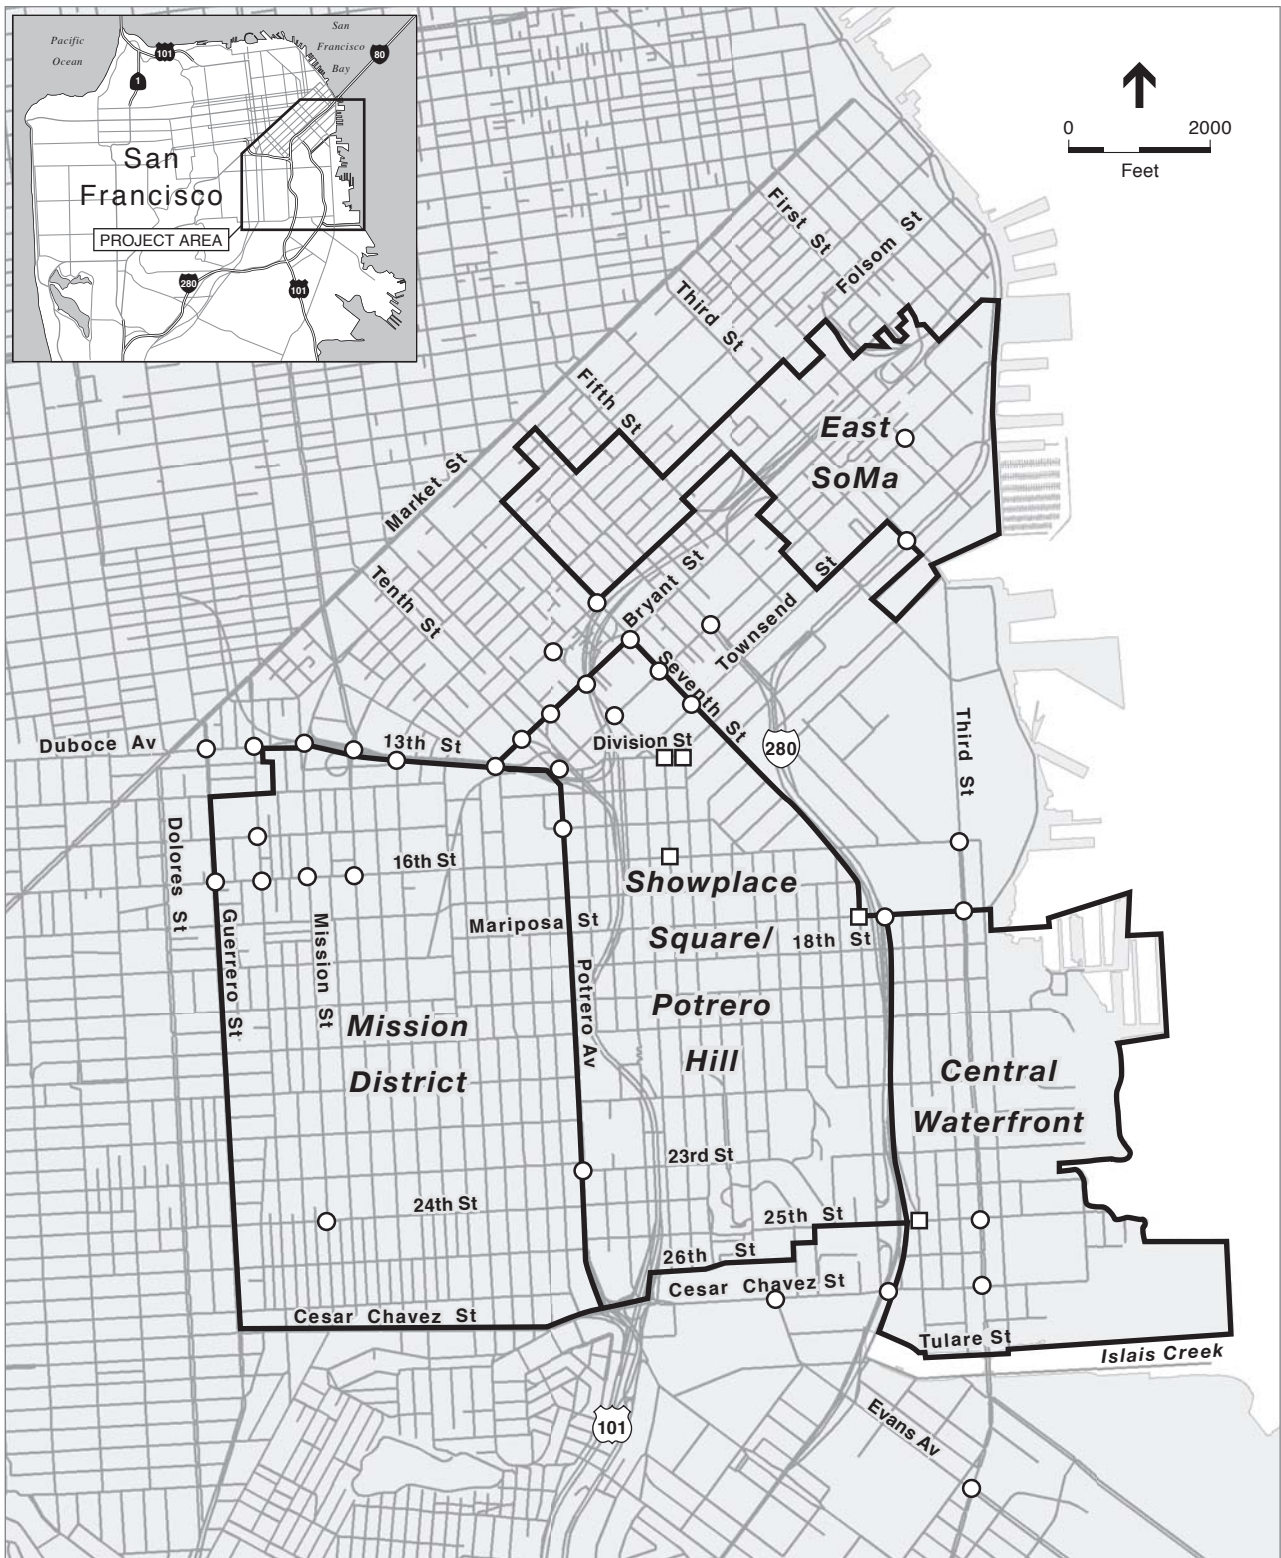 Pacific
Ocean
101
1
San
Francisco
Bay
80
San
Francisco
PROJECT AREA
280
101
0 2000
Feet
First St
Folsom St
Third St
Fifth St
East
SoMa
Market St
Tenth St
Bryant St
Townsend St
Seventh St
Duboce Av
13th St
Division St
280
Third St
Dolores St
16th St
Showplace
Square/
Potrero
Hill
Mariposa St
18th St
Guerrero St
Mission St
Potrero Av
Mission
District
Central
Waterfront
23rd St
24th St
25th St
26th St
Cesar Chavez St
Cesar Chavez St
Tulare St
Islais Creek
101
Evans Av